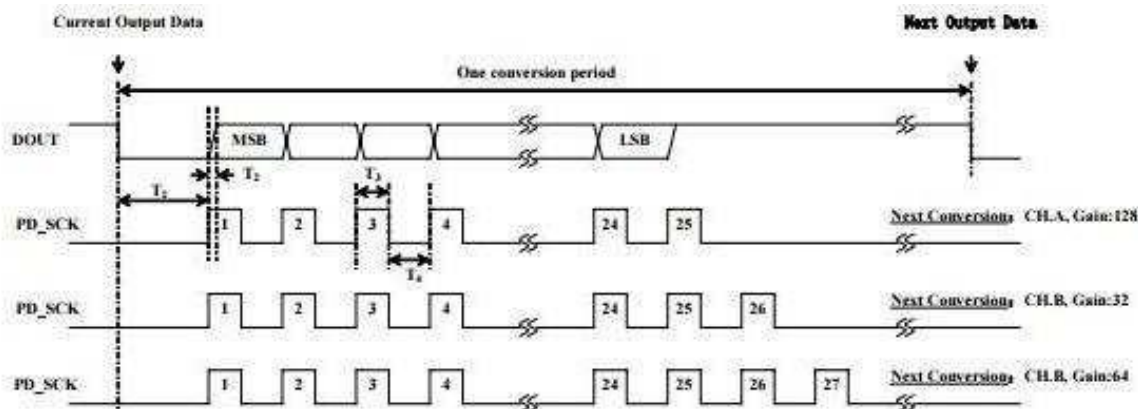 Current Output Data
Next Output Data
One conversion period
DOUT
MSB
LSB
T₁
T₂
T₃
PD_SCK
1
2
3
4
24
25
Next Conversion: CH.A, Gain:128
T₄
PD_SCK
1
2
3
4
24
25
26
Next Conversion: CH.B, Gain:32
PD_SCK
1
2
3
4
24
25
26
27
Next Conversion: CH.B, Gain:64